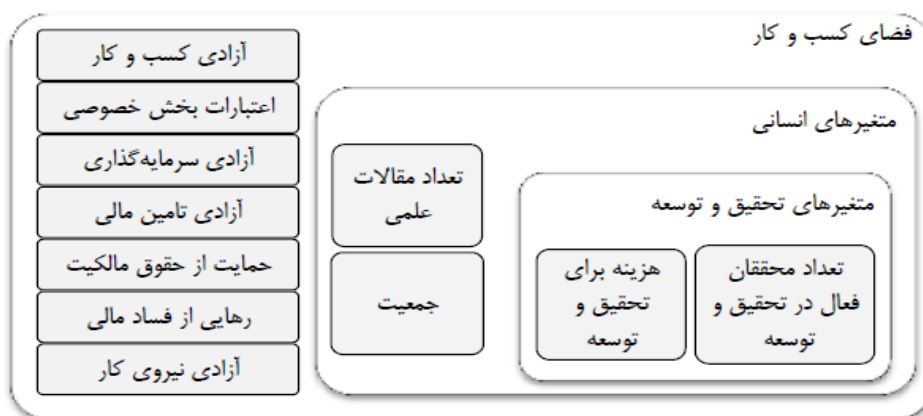 فضای کسب و کار
آزادی کسب و کار
اعتبارات بخش خصوصی
آزادی سرمایه‌گذاری
آزادی تامین مالی
حمایت از حقوق مالکیت
رهایی از فساد مالی
آزادی نیروی کار
متغیرهای انسانی
تعداد مقالات
علمی
جمعیت
متغیرهای تحقیق و توسعه
تعداد محققان
فعال در تحقیق و
توسعه
هزینه برای
تحقیق و
توسعه